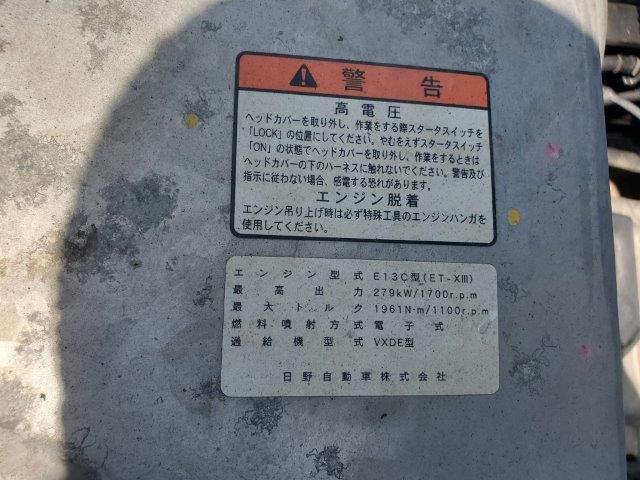 警告
高電圧
ヘッドカバーを取り外し、作業をする際スタータスイッチを
「LOCK」の位置にしてください。やむをえずスタータスイッチ
「ON」の状態でヘッドカバーを取り外し、作業をするときは
ヘッドカバーの下のハーネスに触れないでください。警告及び
指示に従わない場合、感電する恐れがあります。
エンジン脱着
エンジン吊り上げ時は必ず特殊工具のエンジンハンガを
使用してください。
エンジン型式 E13C型(ET-XIII)
最高出力 279kW/1700r.p.m
最大トルク 1961N·m/1100r.p.m
燃料噴射方式 電子式
過給機型式 VXDE型
日野自動車株式会社